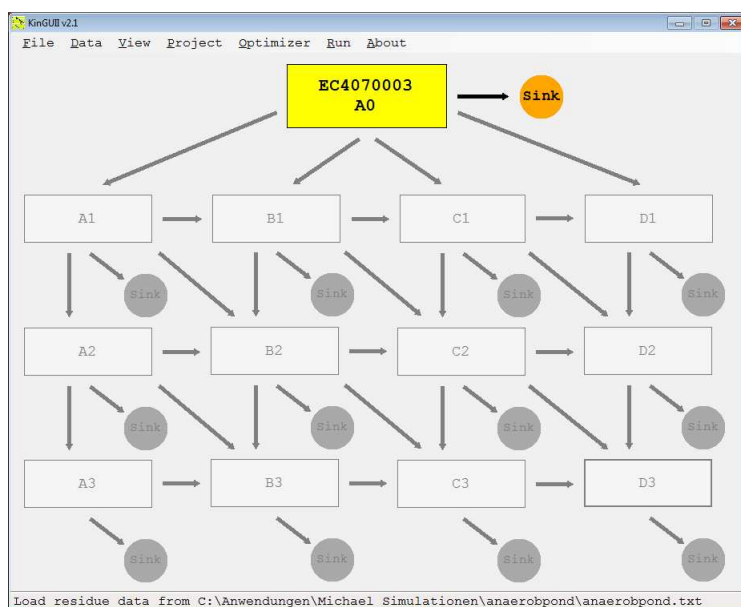 KinGUII v2.1
File Data View Project Optimizer Run About
EC4070003
A0
Sink
A1 B1 C1 D1
Sink Sink Sink Sink
A2 B2 C2 D2
Sink Sink Sink Sink
A3 B3 C3 D3
Sink Sink Sink Sink
Load residue data from C:\Anwendungen\Michael Simulationen\anaerobpond\anaerobpond.txt